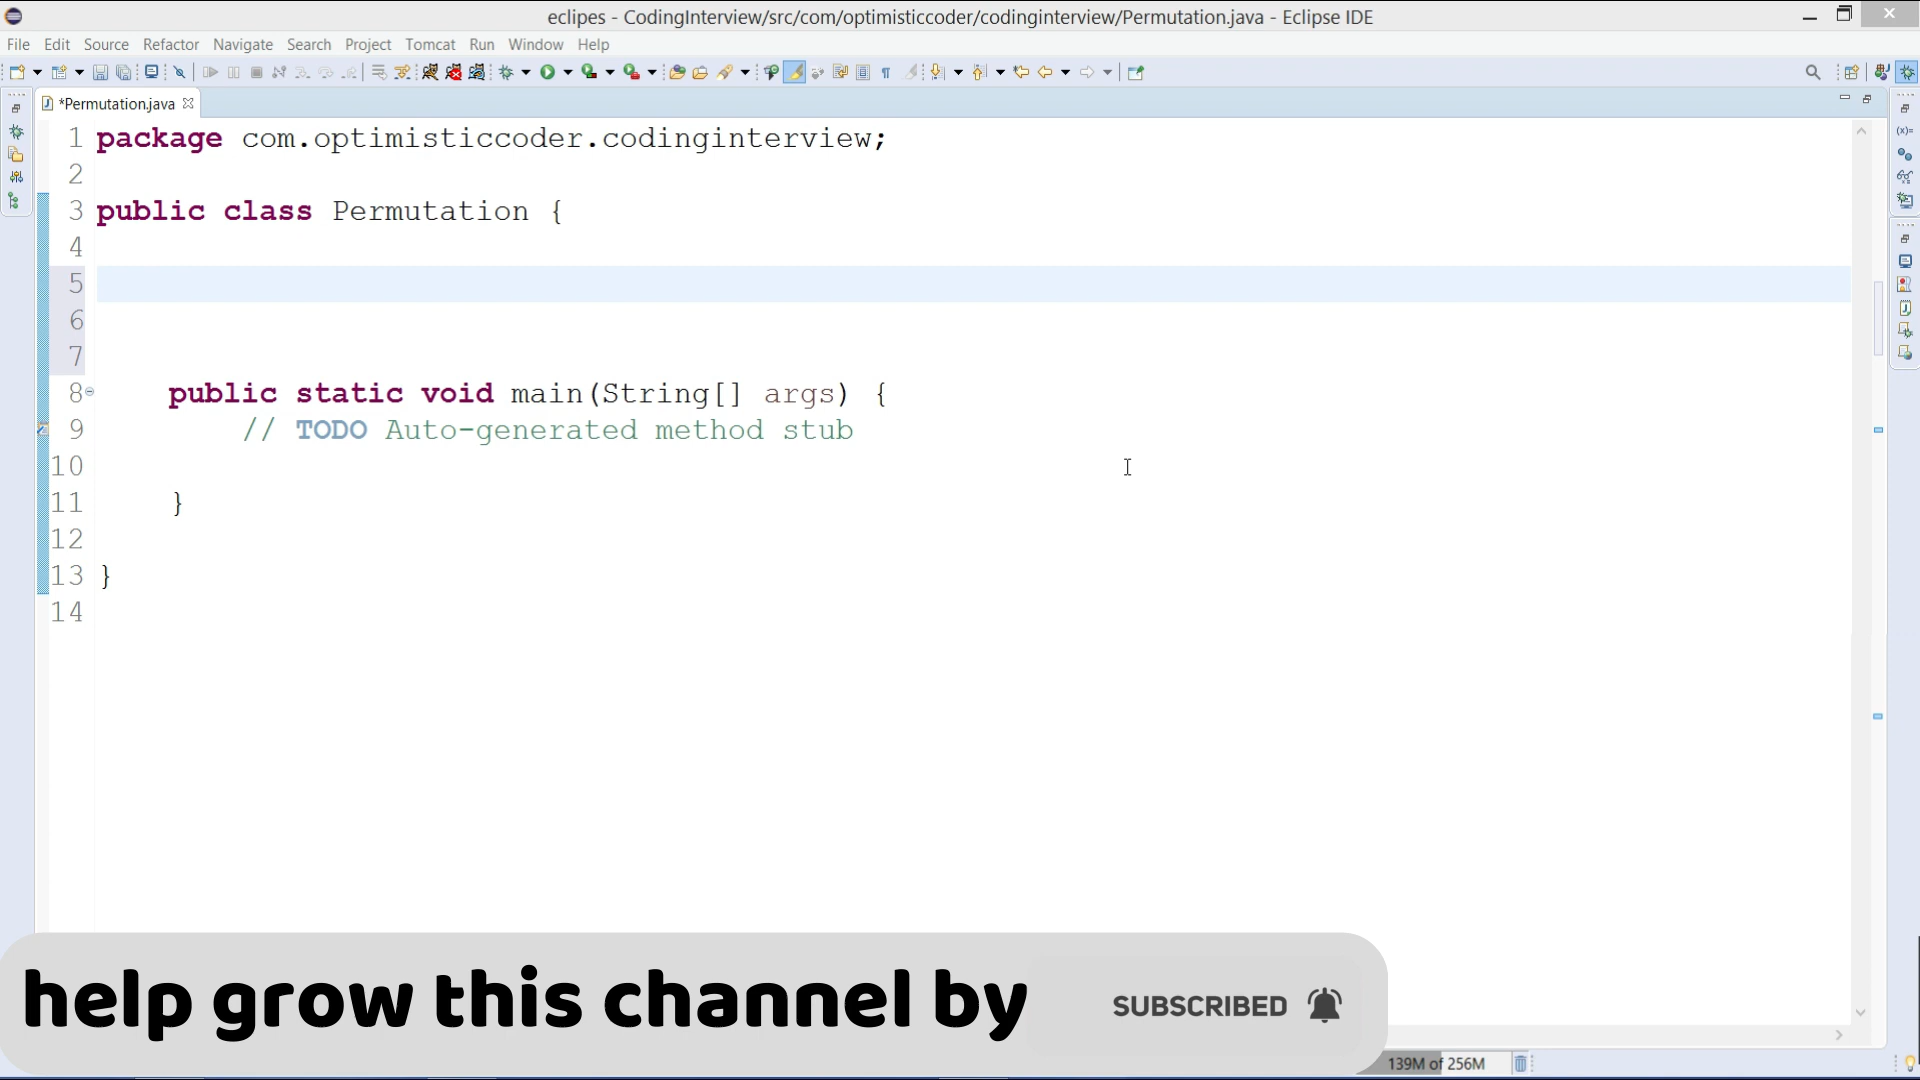 eclipes - CodingInterview/src/com/optimisticcoder/codinginterview/Permutation.java - Eclipse IDE
File Edit Source Refactor Navigate Search Project Tomcat Run Window Help
*Permutation.java
1 package com.optimisticcoder.codinginterview;
2
3 public class Permutation {
4
5
6
7
8 public static void main(String[] args) {
9 // TODO Auto-generated method stub
10
11 }
12
13 }
14
help grow this channel by SUBSCRIBED
139M of 256M